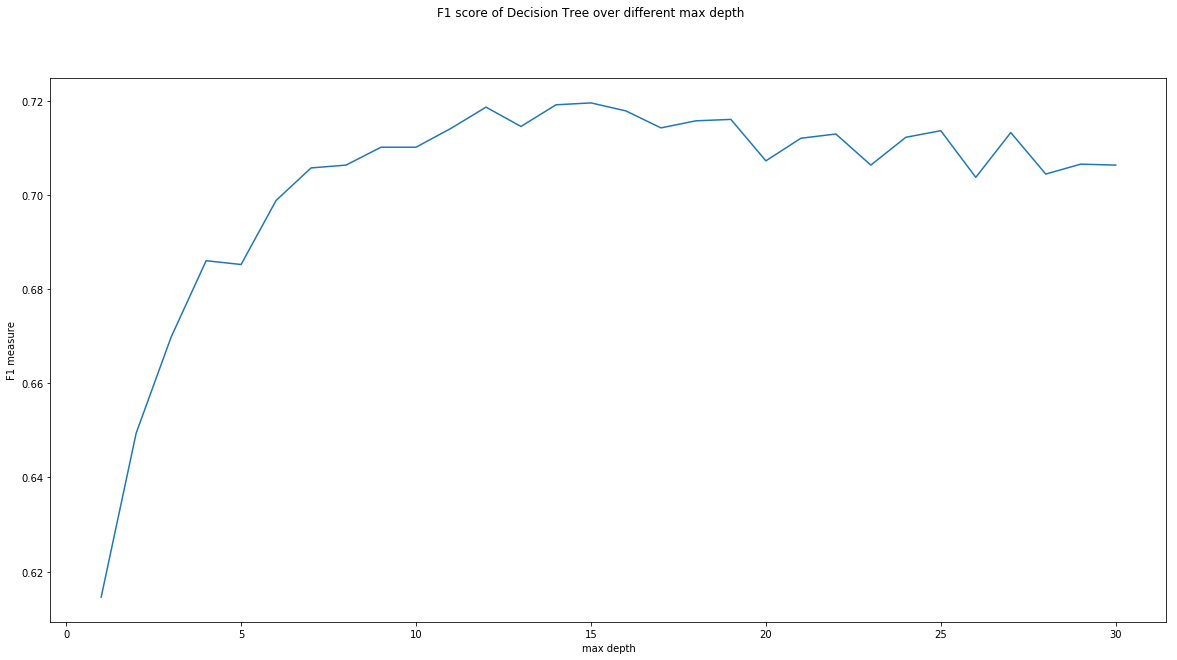 F1 score of Decision Tree over different max depth
0.72
0.70
0.68
0.66
0.64
0.62
F1 measure
0 5 10 15 20 25 30
max depth